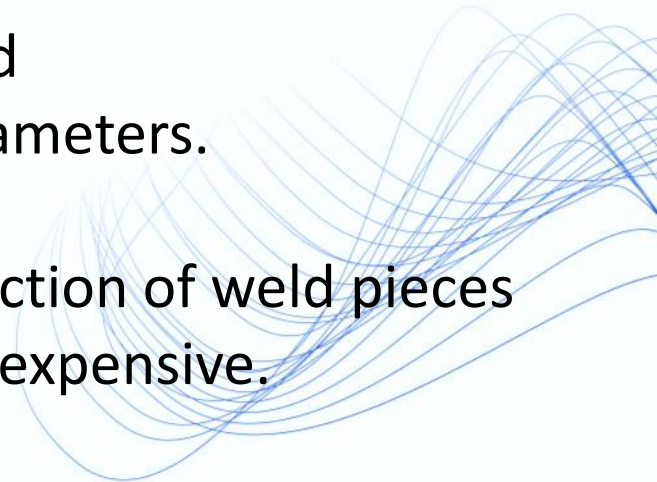 d
ameters.
ction of weld pieces
expensive.